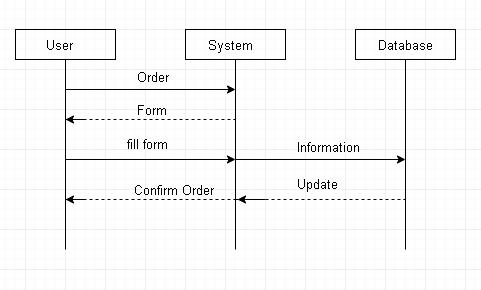 User
System
Database
Order
Form
fill form
Information
Confirm Order
Update